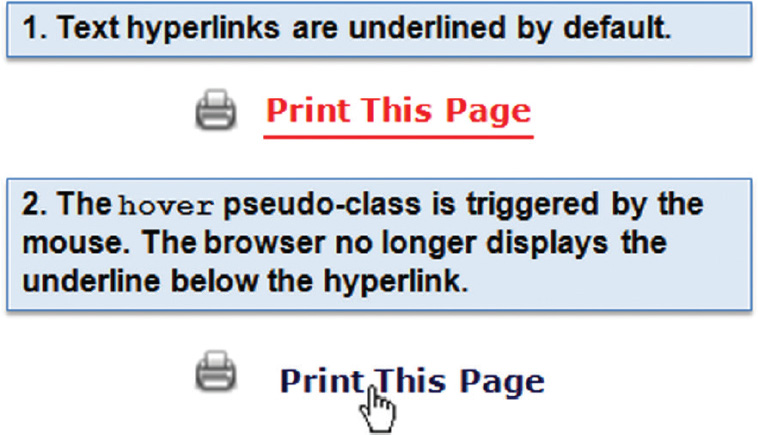 1. Text hyperlinks are underlined by default.
Print This Page
2. The hover pseudo-class is triggered by the
mouse. The browser no longer displays the
underline below the hyperlink.
Print This Page